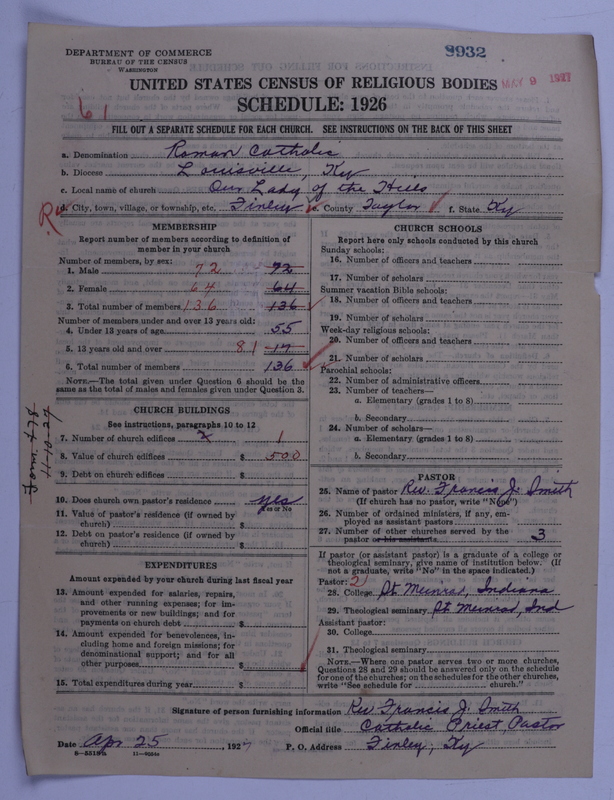 DEPARTMENT OF COMMERCE
BUREAU OF THE CENSUS
WASHINGTON
9932
UNITED STATES CENSUS OF RELIGIOUS BODIES
MAY 9 1927
SCHEDULE: 1926
61
FILL OUT A SEPARATE SCHEDULE FOR EACH CHURCH. SEE INSTRUCTIONS ON THE BACK OF THIS SHEET
a. Denomination Roman Catholic
b. Diocese Louisville, Ky
c. Local name of church Our Lady of the Hills
d. City, town, village, or township, etc. Finley e. County Taylor f. State Ky
MEMBERSHIP
Report number of members according to definition of
member in your church
Number of members, by sex:
1. Male 72 72
2. Female 64 64
3. Total number of members 136 136
Number of members under and over 13 years old:
4. Under 13 years of age 55
5. 13 years old and over 81 17
6. Total number of members 136
NOTE.—The total given under Question 6 should be the
same as the total of males and females given under Question 3.
CHURCH BUILDINGS
See instructions, paragraphs 10 to 12
7. Number of church edifices 1
8. Value of church edifices $ 500
9. Debt on church edifices $
10. Does church own pastor's residence yes
Yes or No
11. Value of pastor's residence (if owned by
church) $
12. Debt on pastor's residence (if owned by
church) $
EXPENDITURES
Amount expended by your church during last fiscal year
13. Amount expended for salaries, repairs,
and other running expenses; for im-
provements or new buildings; and for
payments on church debt $
14. Amount expended for benevolences, in-
cluding home and foreign missions; for
denominational support; and for all
other purposes $
15. Total expenditures during year $
CHURCH SCHOOLS
Report here only schools conducted by this church
Sunday schools:
16. Number of officers and teachers
17. Number of scholars
Summer vacation Bible schools:
18. Number of officers and teachers
19. Number of scholars
Week-day religious schools:
20. Number of officers and teachers
21. Number of scholars
Parochial schools:
22. Number of administrative officers
23. Number of teachers—
a. Elementary (grades 1 to 8)
b. Secondary
24. Number of scholars—
a. Elementary (grades 1 to 8)
b. Secondary
PASTOR
25. Name of pastor Rev. Francis J. Smith
(If church has no pastor, write "No")
26. Number of ordained ministers, if any, em-
ployed as assistant pastors
27. Number of other churches served by the
pastor or his assistants 3
If pastor (or assistant pastor) is a graduate of a college or
theological seminary, give name of institution below. (If
not a graduate, write "No" in the space indicated.)
Pastor: 2
28. College St Meinrad, Indiana
29. Theological seminary St Meinrad, Ind
Assistant pastor:
30. College
31. Theological seminary
NOTE.—Where one pastor serves two or more churches,
Questions 28 and 29 should be answered only on the schedule
for one of the churches; on the schedules for the other churches,
write "See schedule for church."
Signature of person furnishing information Rev Francis J. Smith
Official title Catholic Priest, Pastor
Date Apr 25, 1927 P. O. Address Finley, Ky
Form 478
11-10-27